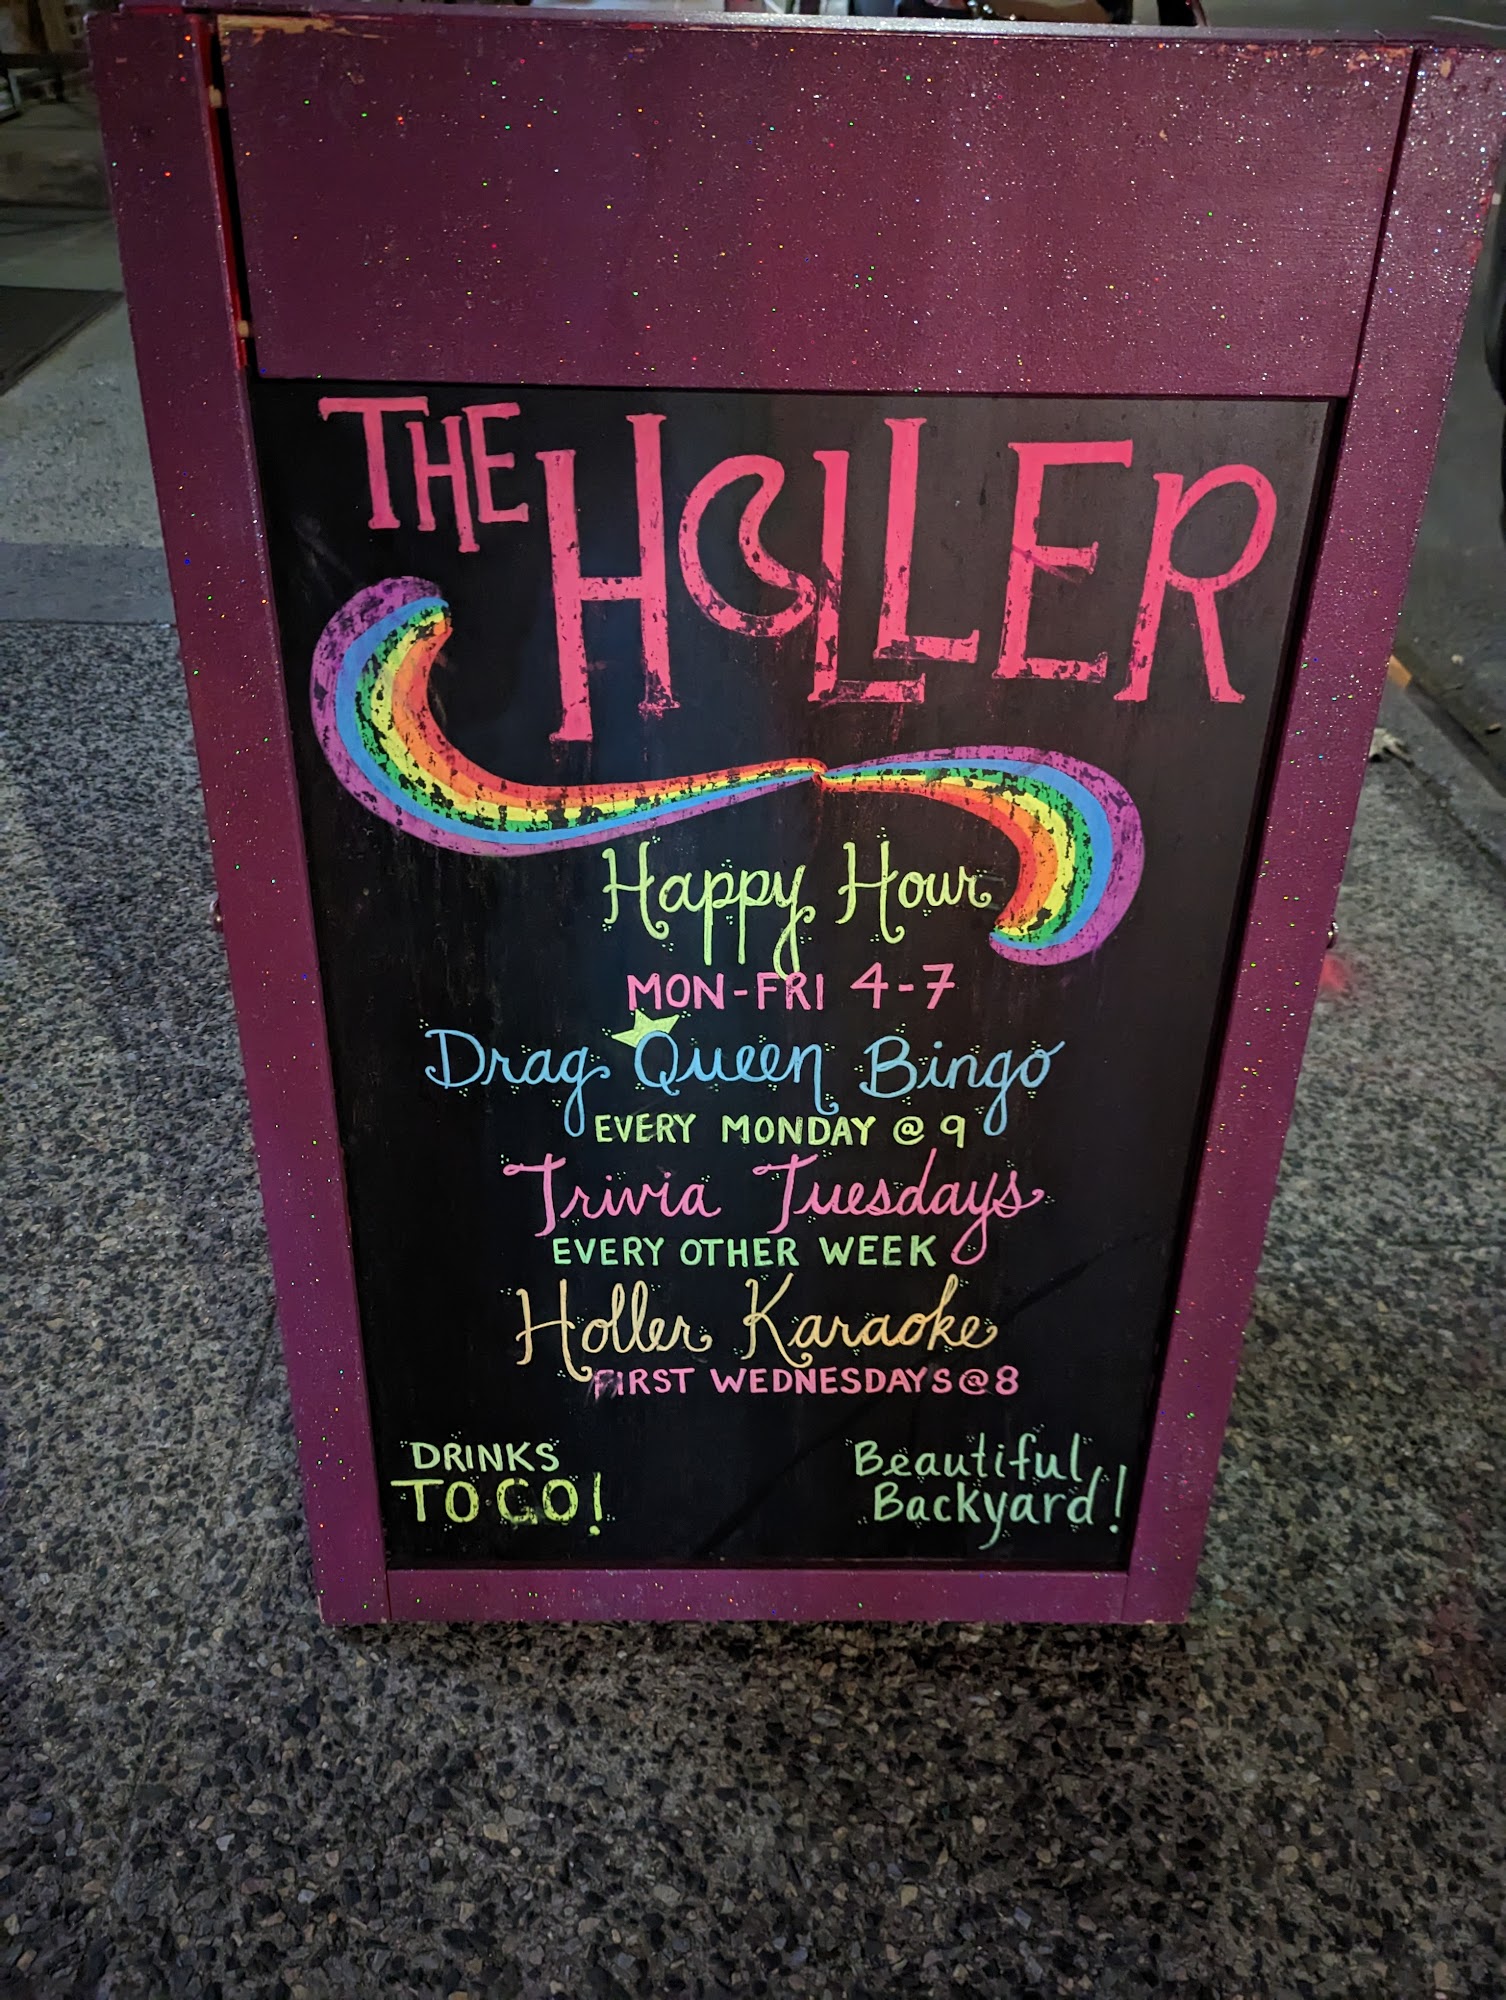 THE HOLLER
Happy Hour
MON-FRI 4-7
Drag Queen Bingo
EVERY MONDAY @ 9
Trivia Tuesdays
EVERY OTHER WEEK
Holler Karaoke
FIRST WEDNESDAYS @ 8
DRINKS
TO GO!
Beautiful
Backyard!